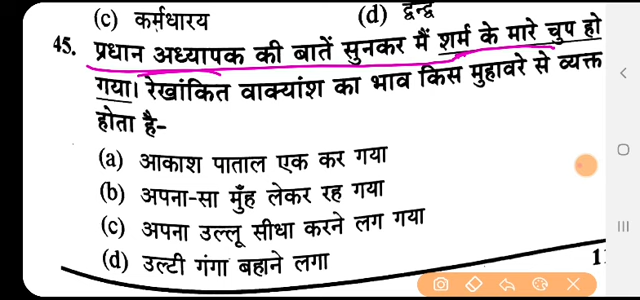 (c) कर्मधारय (d) द्वन्द्व
45. प्रधान अध्यापक की बातें सुनकर मैं शर्म के मारे चुप हो
गया। रेखांकित वाक्यांश का भाव किस मुहावरे से व्यक्त
होता है-
(a) आकाश पाताल एक कर गया
(b) अपना-सा मुँह लेकर रह गया
(c) अपना उल्लू सीधा करने लग गया
(d) उल्टी गंगा बहाने लगा